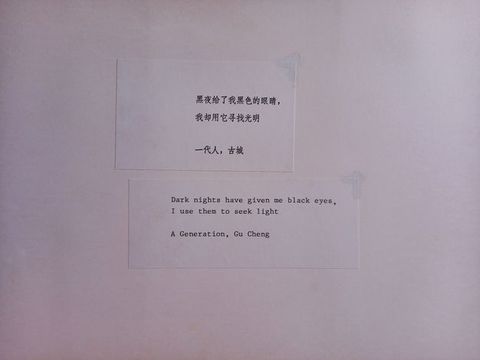 黑夜给了我黑色的眼睛，
我却用它寻找光明
一代人，古城
Dark nights have given me black eyes,
I use them to seek light
A Generation, Gu Cheng